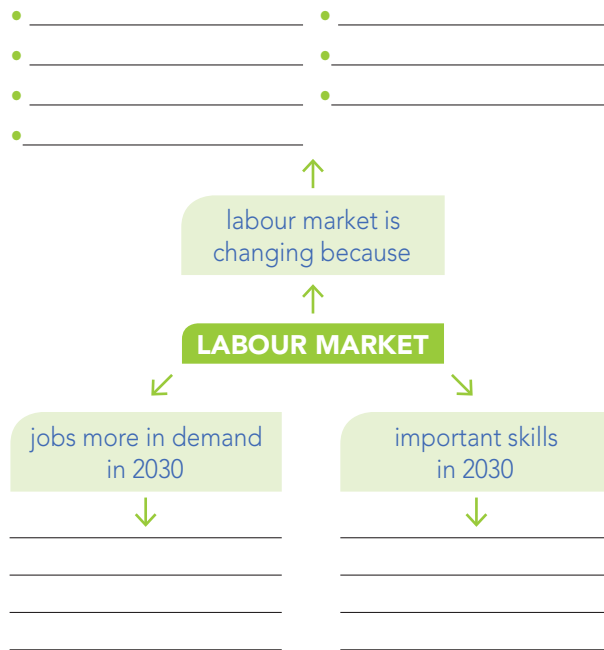 labour market is
changing because
LABOUR MARKET
jobs more in demand
in 2030
important skills
in 2030